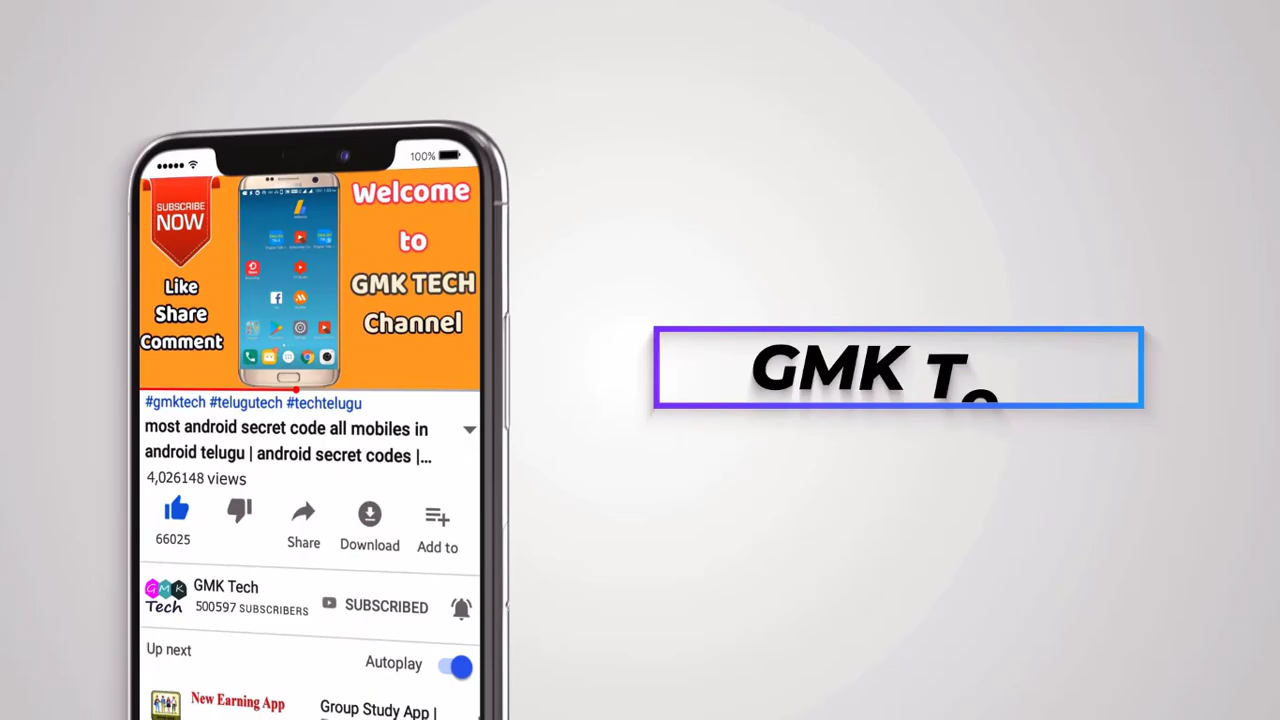 100%
SUBSCRIBE
NOW
Like
Share
Comment
Welcome
to
GMK TECH
Channel
#gmktech #telugutech #techtelugu
most android secret code all mobiles in
android telugu | android secret codes |...
4,026148 views
66025
Share
Download
Add to
GMK
Tech
GMK Tech
500597 SUBSCRIBERS
SUBSCRIBED
Up next
Autoplay
New Earning App
Group Study App |
GMK T